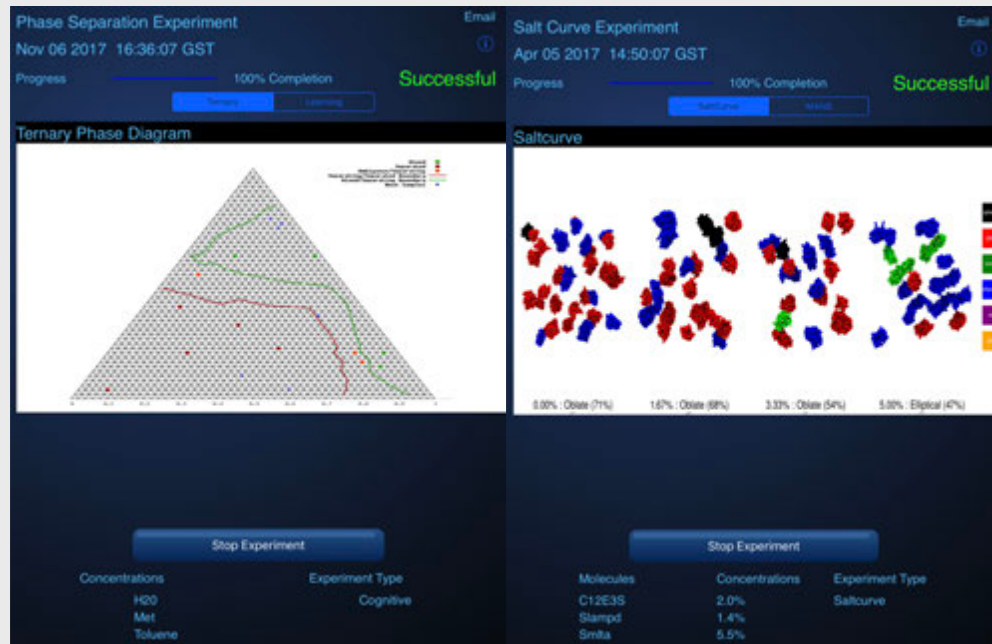 Phase Separation Experiment
Email
Nov 06 2017 16:36:07 GST
Progress
100% Completion
Successful
Ternary
Learning
Ternary Phase Diagram
Stop Experiment
Concentrations
Experiment Type
H20
Cognitive
Met
Toluene
Salt Curve Experiment
Email
Apr 05 2017 14:50:07 GST
Progress
100% Completion
Successful
SaltCurve
Saltcurve
0.00% : Oblate (71%)
1.67% : Oblate (68%)
3.33% : Oblate (54%)
5.00% : Elliptical (47%)
Stop Experiment
Molecules
Concentrations
Experiment Type
C12E3S
2.0%
Saltcurve
Slampd
1.4%
Smlta
5.5%